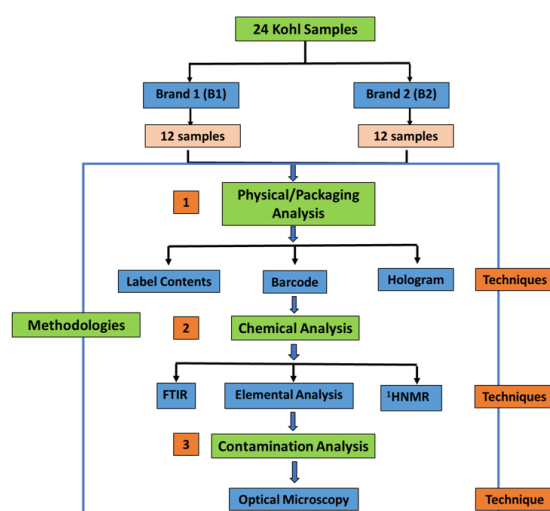 24 Kohl Samples
Brand 1 (B1)
Brand 2 (B2)
12 samples
12 samples
1
Physical/Packaging
Analysis
Label Contents
Barcode
Hologram
Techniques
Methodologies
2
Chemical Analysis
FTIR
Elemental Analysis
¹HNMR
Techniques
3
Contamination Analysis
Optical Microscopy
Technique